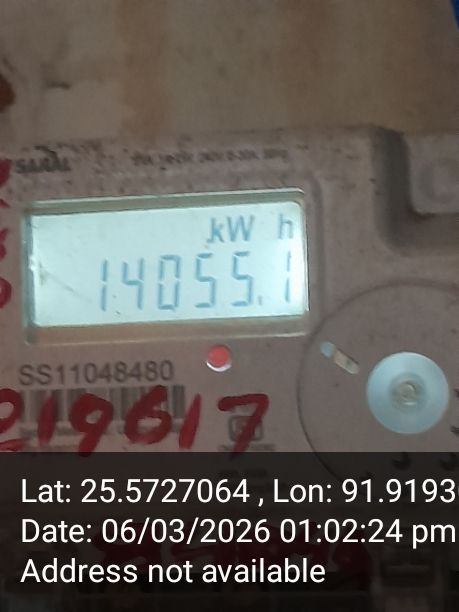 SARAL
kW h
14055.1
SS11048480
219617
Lat: 25.5727064 , Lon: 91.9193
Date: 06/03/2026 01:02:24 pm
Address not available